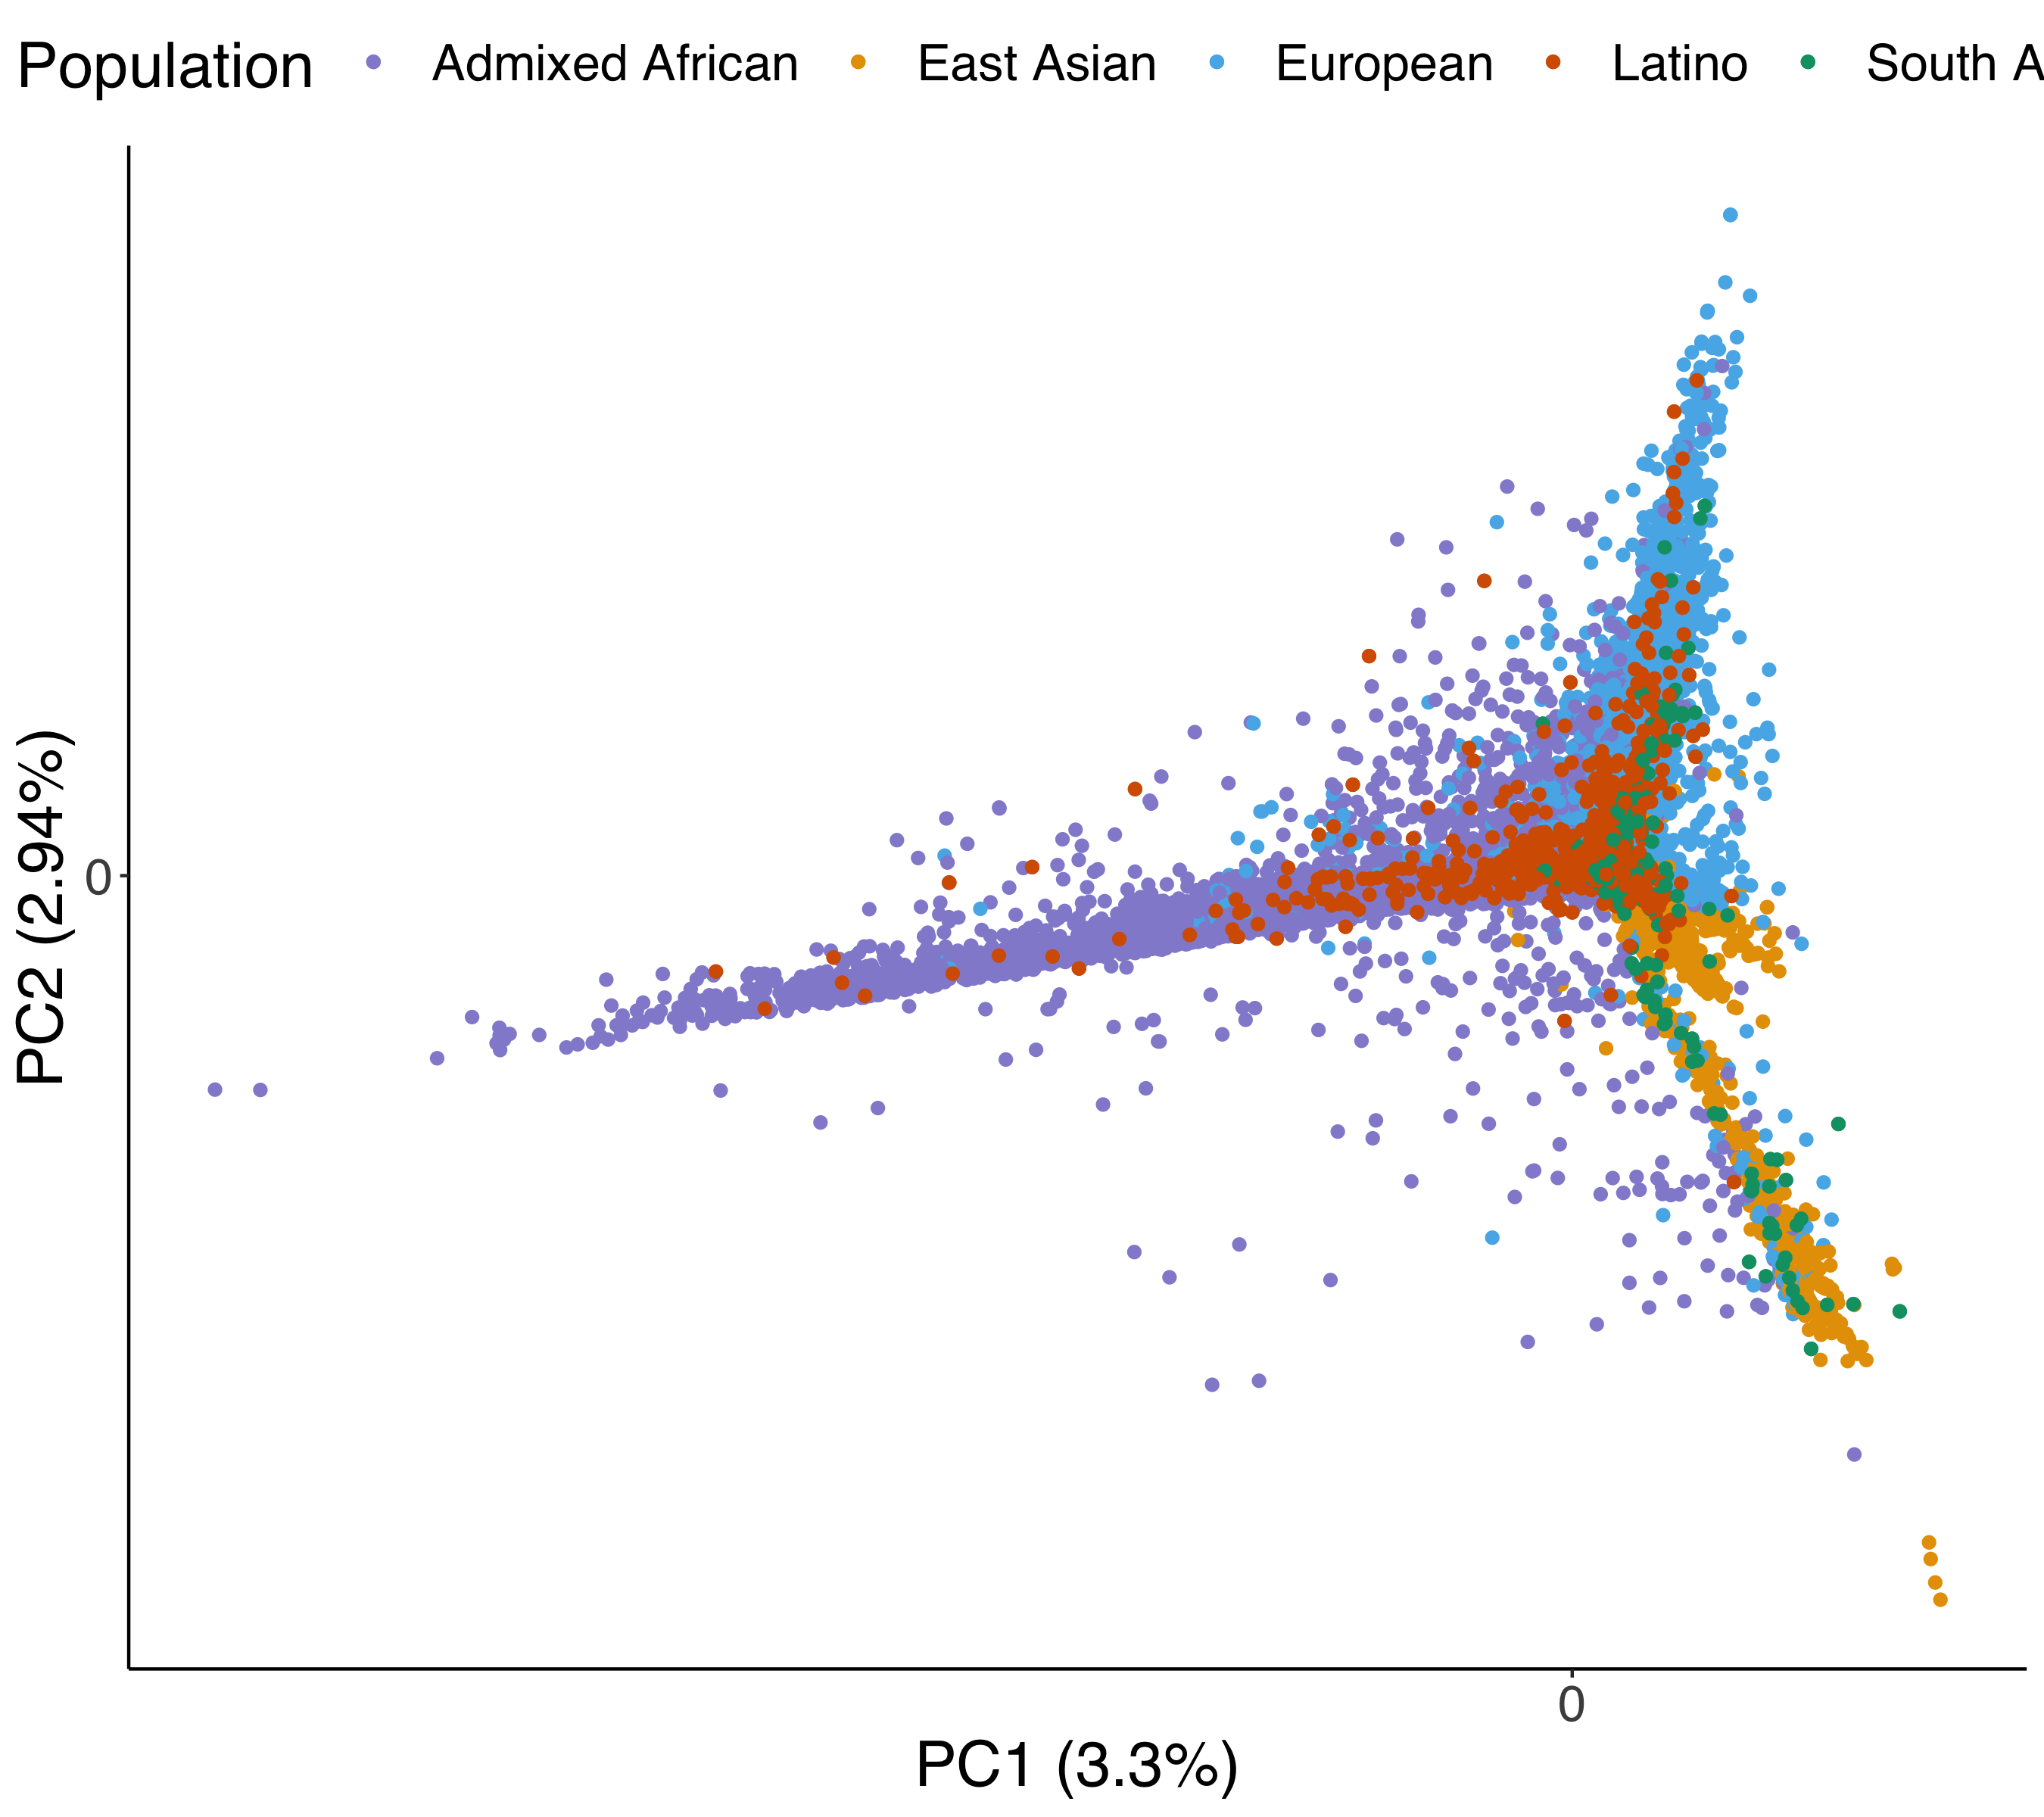 Population Admixed African East Asian European Latino South A
PC2 (2.94%)
0
0
PC1 (3.3%)